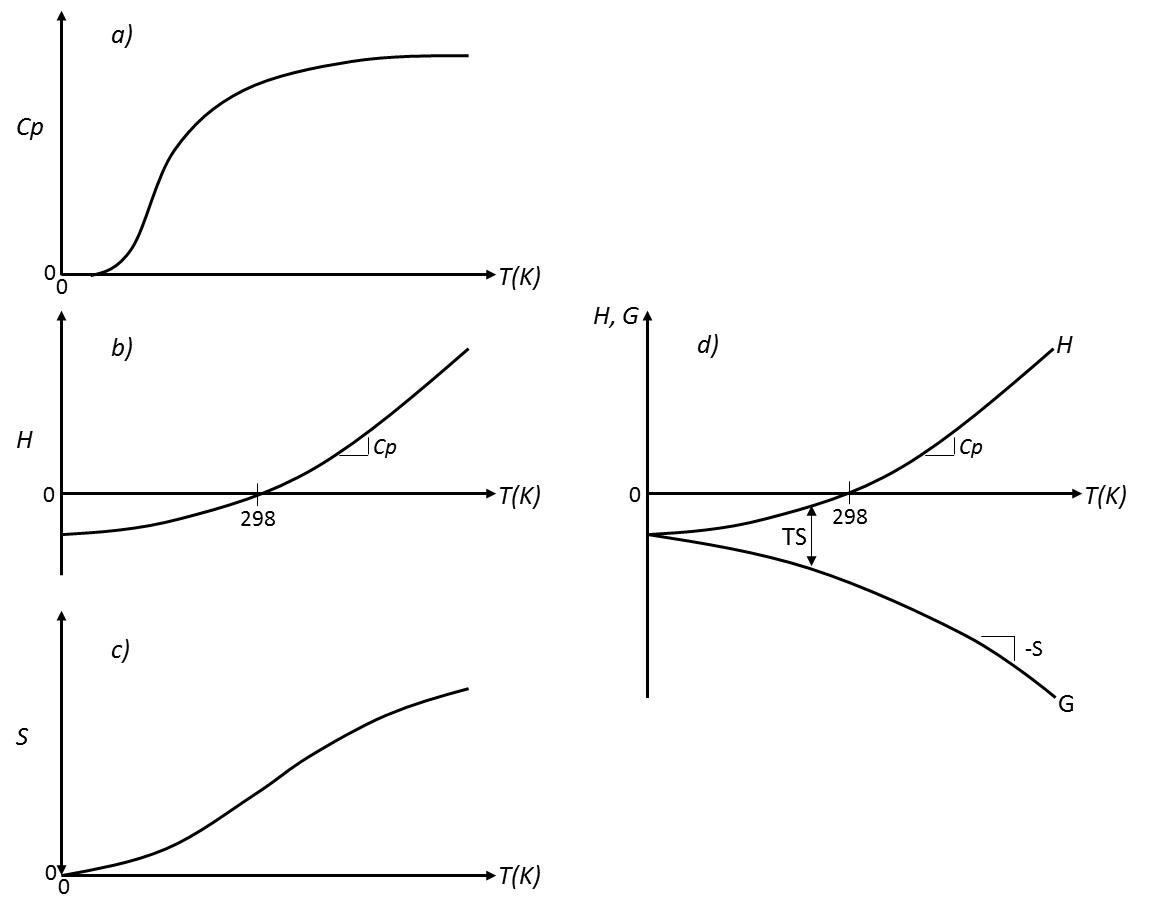 a)
Cp
0
0
T(K)
b)
H
Cp
0
298
T(K)
c)
S
0
0
T(K)
H, G
d)
H
Cp
0
298
T(K)
TS
-S
G